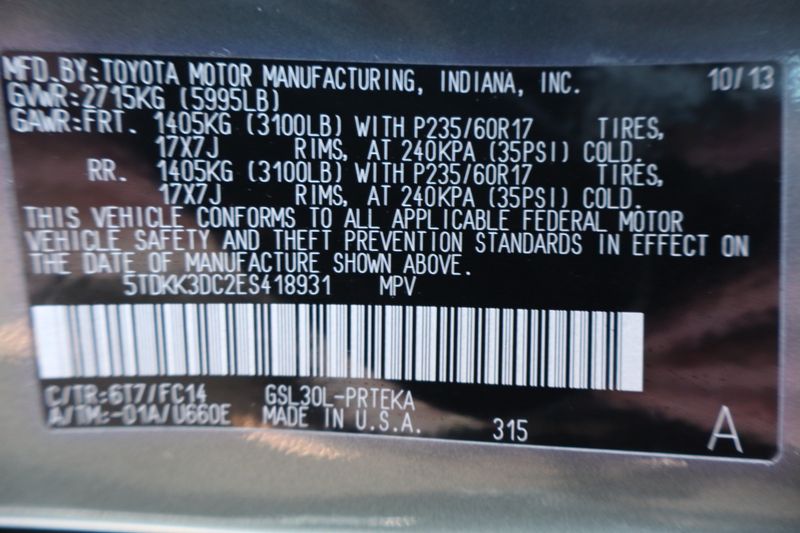 MFD.BY:TOYOTA MOTOR MANUFACTURING, INDIANA, INC. 10/13
GVWR:2715KG (5995LB)
GAWR:FRT. 1405KG (3100LB) WITH P235/60R17 TIRES,
17X7J RIMS, AT 240KPA (35PSI) COLD.
RR. 1405KG (3100LB) WITH P235/60R17 TIRES,
17X7J RIMS, AT 240KPA (35PSI) COLD.
THIS VEHICLE CONFORMS TO ALL APPLICABLE FEDERAL MOTOR
VEHICLE SAFETY AND THEFT PREVENTION STANDARDS IN EFFECT ON
THE DATE OF MANUFACTURE SHOWN ABOVE.
5TDKK3DC2ES418931 MPV
C/TR:6T7/FC14 GSL30L-PRTEKA
A/TM:-01A/U660E MADE IN U.S.A. 315 A